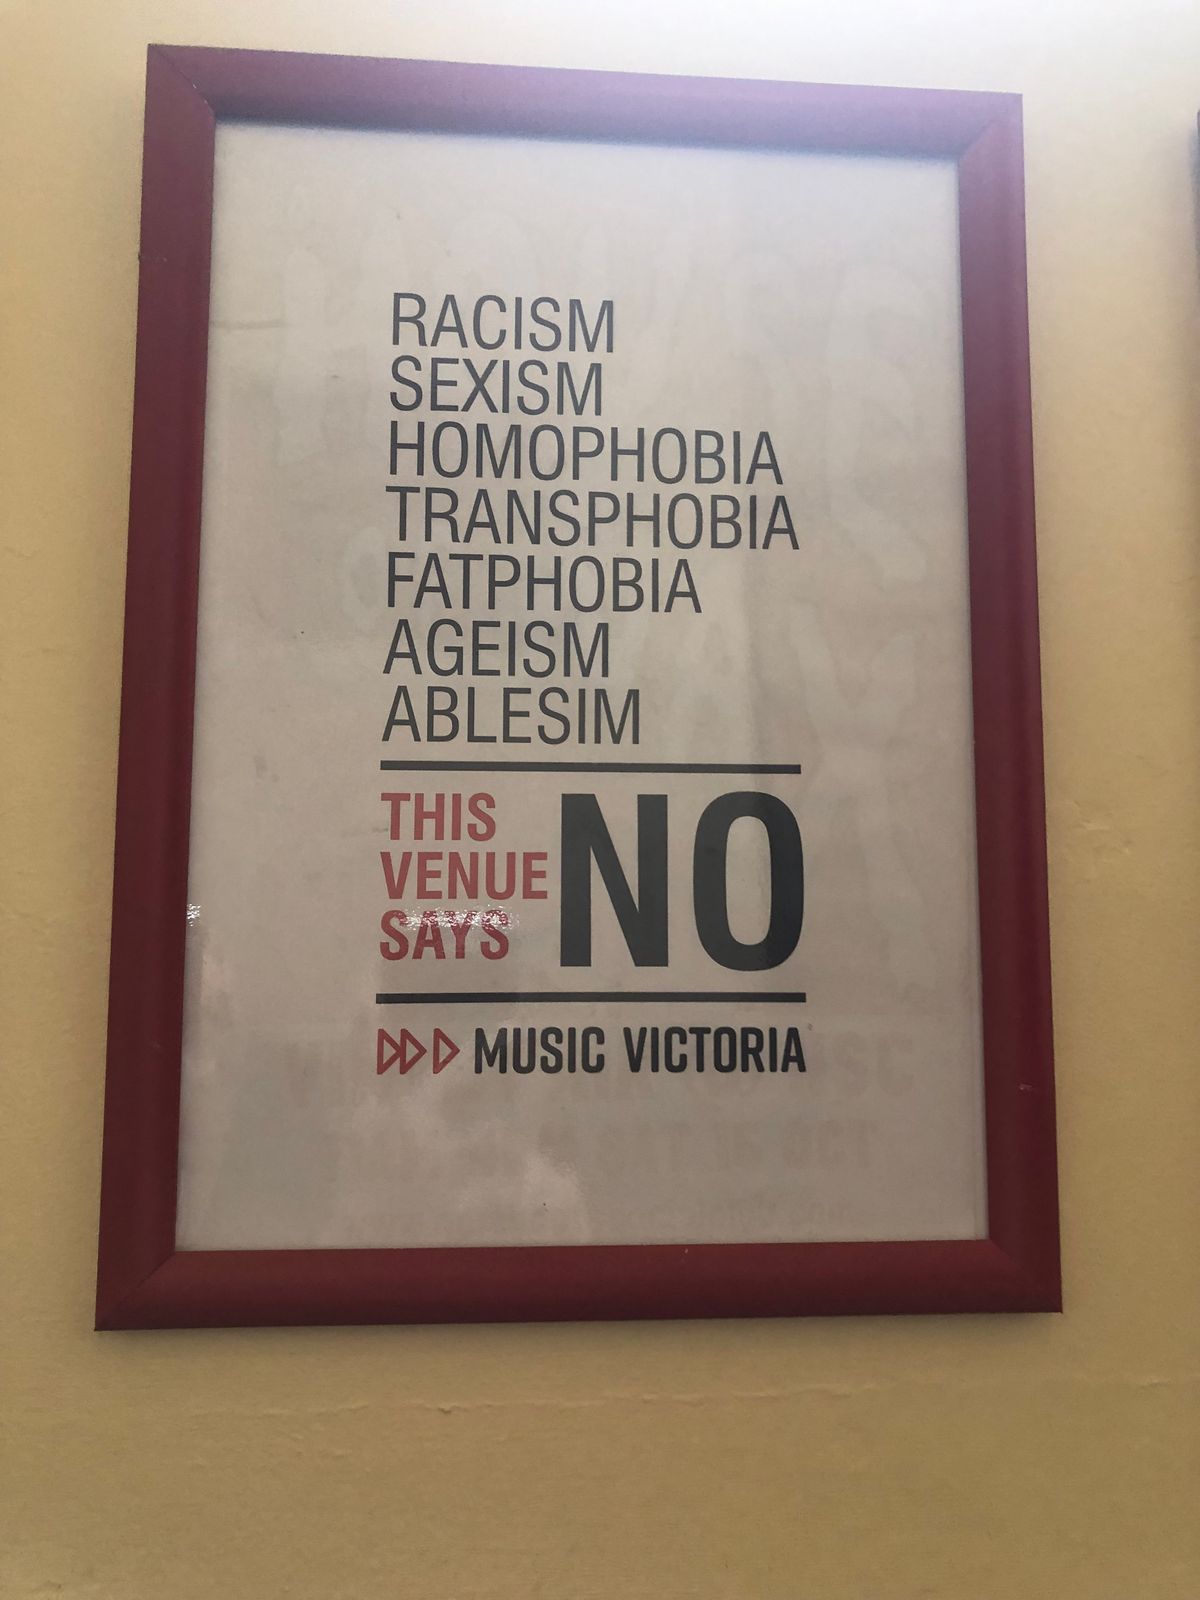 RACISM
SEXISM
HOMOPHOBIA
TRANSPHOBIA
FATPHOBIA
AGEISM
ABLESIM
THIS
VENUE
SAYS
NO
MUSIC VICTORIA